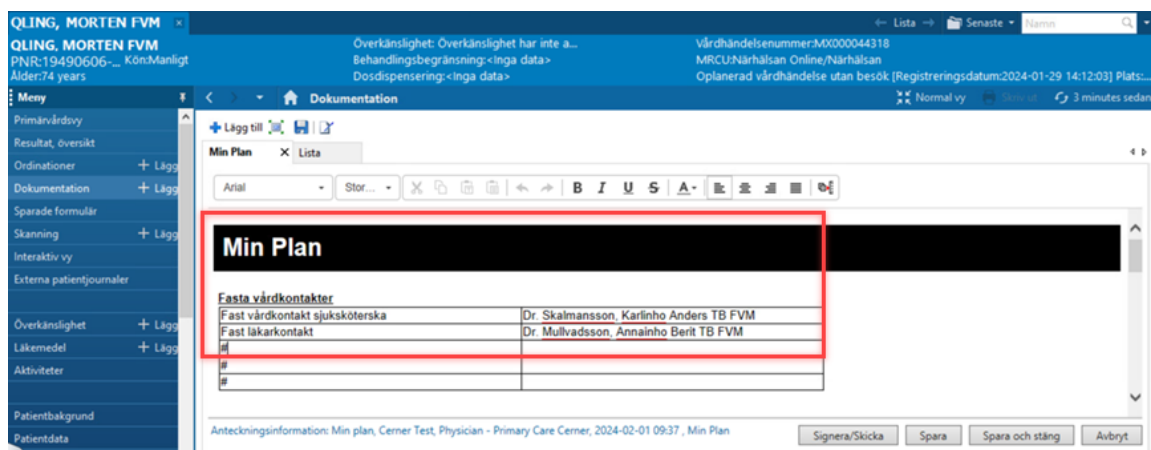 QLING, MORTEN FVM ×
← Lista → Senaste Namn
QLING, MORTEN FVM
PNR:19490606-... Kön:Manligt
Ålder:74 years
Överkänslighet: Överkänslighet har inte a...
Behandlingsbegränsning:<Inga data>
Dosdispensering:<Inga data>
Vårdhändelsenummer:MX000044318
MRCU:Närhälsan Online/Närhälsan
Oplanerad vårdhändelse utan besök [Registreringsdatum:2024-01-29 14:12:03] Plats:...
Meny
Dokumentation
Normal vy Skriv ut 3 minutes sedan
Primärvårdsvy
Resultat, översikt
Ordinationer + Lägg
Dokumentation + Lägg
Sparade formulär
Skanning + Lägg
Interaktiv vy
Externa patientjournaler
Överkänslighet + Lägg
Läkemedel + Lägg
Aktiviteter
Patientbakgrund
Patientdata
+ Lägg till
Min Plan X Lista
Arial Stor... B I U S A
Min Plan
Fasta vårdkontakter
Fast vårdkontakt sjuksköterska Dr. Skalmansson, Karlinho Anders TB FVM
Fast läkarkontakt Dr. Mullvadsson, Annainho Berit TB FVM
#
#
#
Anteckningsinformation: Min plan, Cerner Test, Physician - Primary Care Cerner, 2024-02-01 09:37 , Min Plan
Signera/Skicka Spara Spara och stäng Avbryt